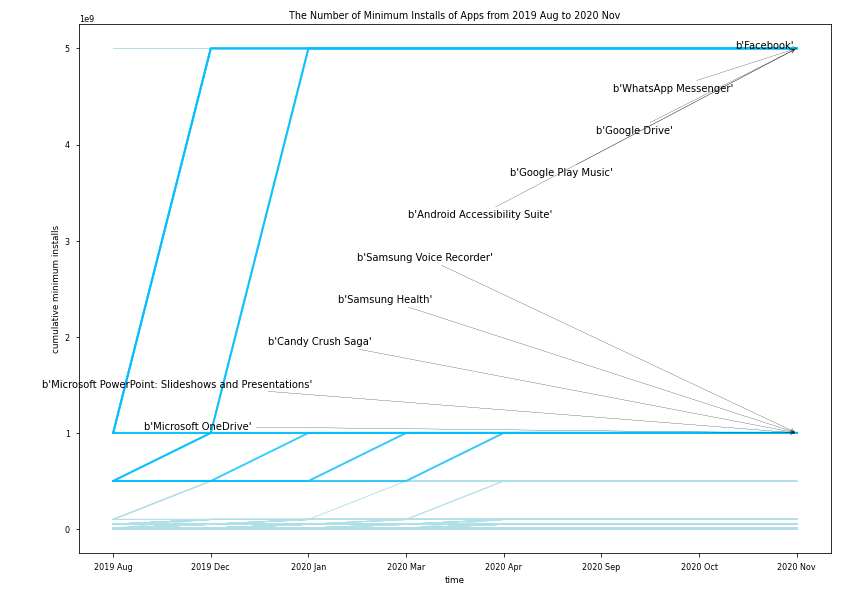 The Number of Minimum Installs of Apps from 2019 Aug to 2020 Nov
1e9
5
4
3
2
1
0
cumulative minimum installs
b'Facebook'
b'WhatsApp Messenger'
b'Google Drive'
b'Google Play Music'
b'Android Accessibility Suite'
b'Samsung Voice Recorder'
b'Samsung Health'
b'Candy Crush Saga'
b'Microsoft PowerPoint: Slideshows and Presentations'
b'Microsoft OneDrive'
2019 Aug 2019 Dec 2020 Jan 2020 Mar 2020 Apr 2020 Sep 2020 Oct 2020 Nov
time